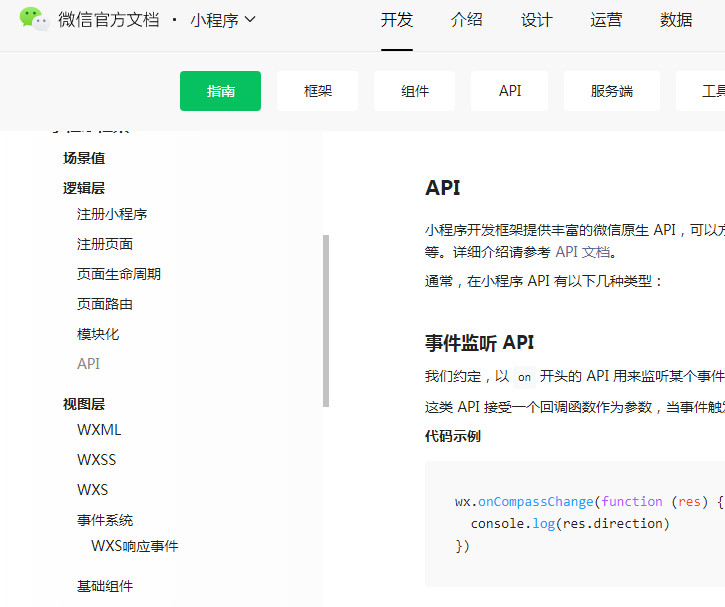 微信官方文档 · 小程序
开发 介绍 设计 运营 数据
指南 框架 组件 API 服务端 工具
场景值
逻辑层
注册小程序
注册页面
页面生命周期
页面路由
模块化
API
视图层
WXML
WXSS
WXS
事件系统
WXS响应事件
基础组件
API
小程序开发框架提供丰富的微信原生 API，可以方
等。详细介绍请参考 API 文档。
通常，在小程序 API 有以下几种类型：
事件监听 API
我们约定，以 on 开头的 API 用来监听某个事件
这类 API 接受一个回调函数作为参数，当事件触发
代码示例
wx.onCompassChange(function (res) {
console.log(res.direction)
})